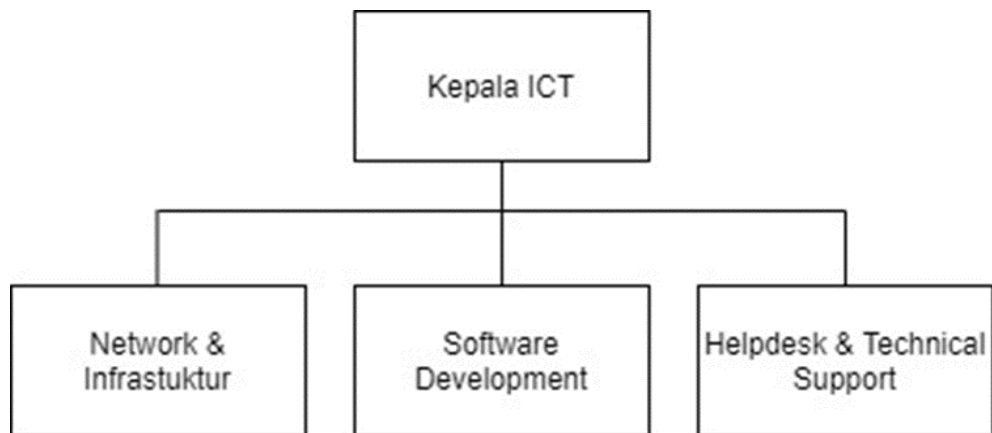 Kepala ICT
Network &
Infrastuktur
Software
Development
Helpdesk & Technical
Support